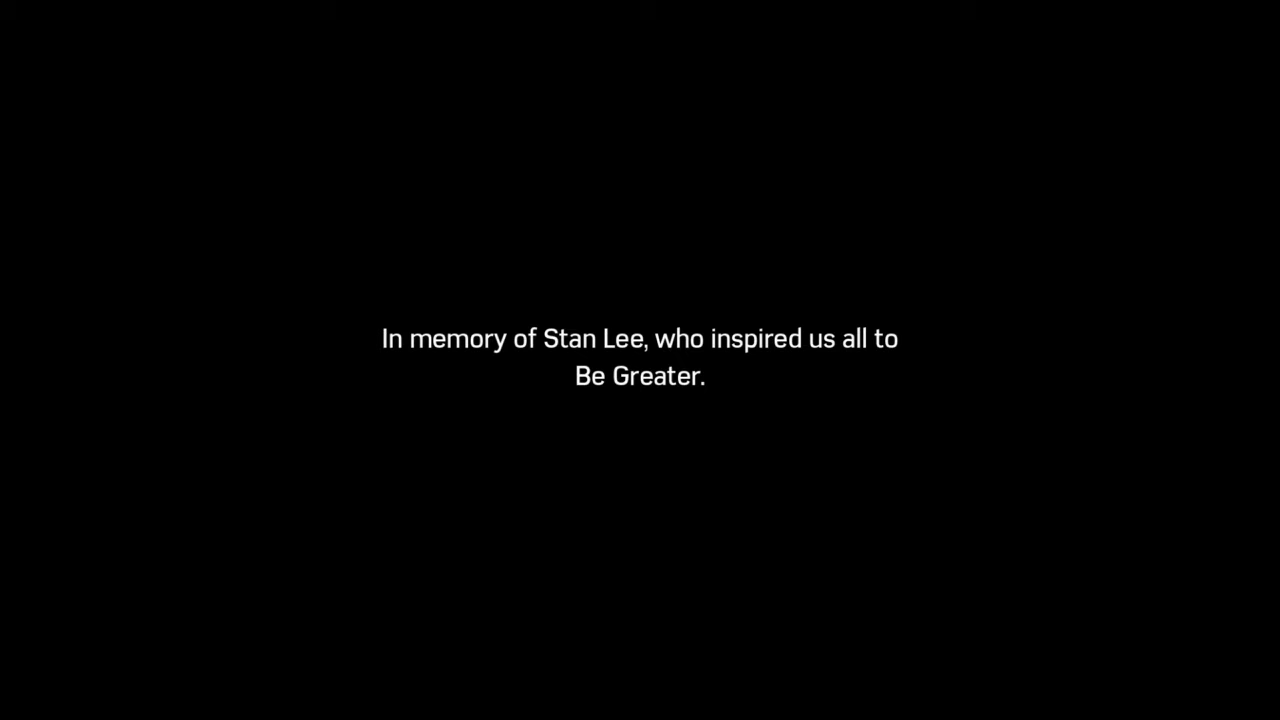 In memory of Stan Lee, who inspired us all to
Be Greater.